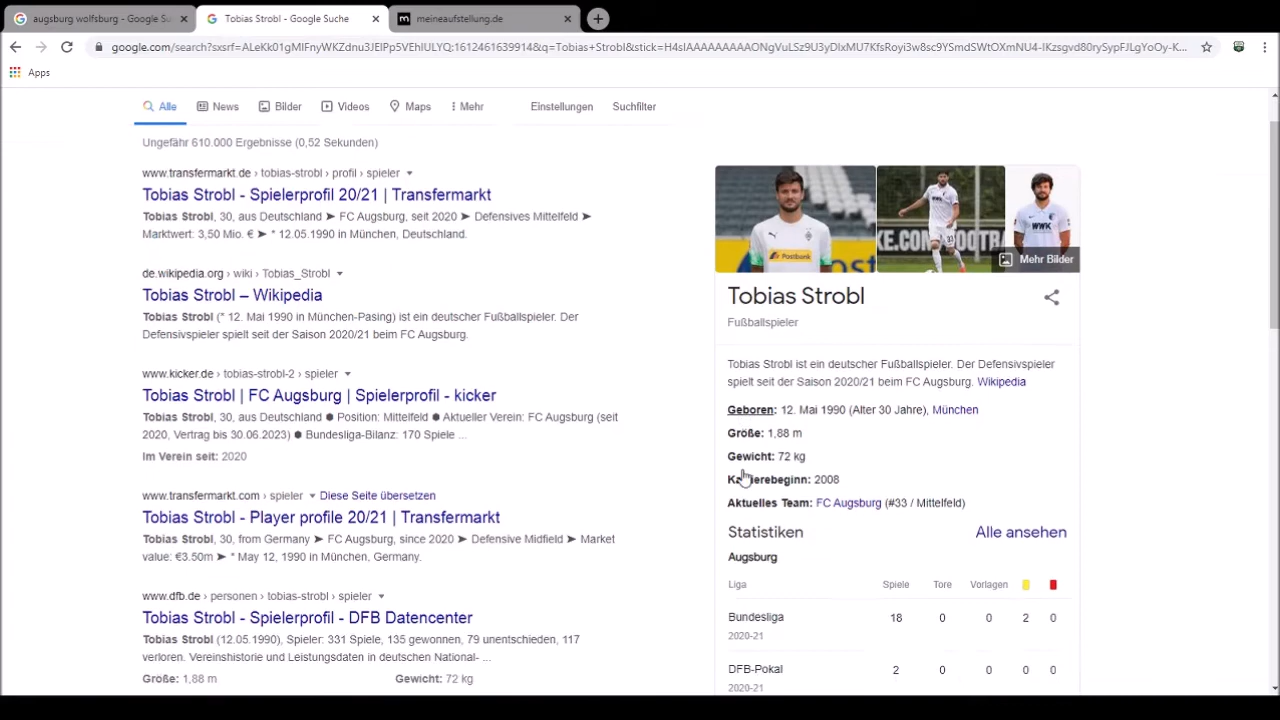 augsburg wolfsburg - Google Su
Tobias Strobl - Google Suche
meineaufstellung.de
google.com/search?sxsrf=ALeKk01gMIFnyWKZdnu3JEIPp5VEhIULYQ:1612461639914&q=Tobias+Strobl&stick=H4sIAAAAAAAAAONgVuLSz9U3yDIxMU7KfsRoyi3w8sc9YSmdSWtOXmNU4-IKzsgvd80rySypFJLgYoOy-K...
Apps
Alle
News
Bilder
Videos
Maps
Mehr
Einstellungen
Suchfilter
Ungefähr 610.000 Ergebnisse (0,52 Sekunden)
www.transfermarkt.de › tobias-strobl › profil › spieler
Tobias Strobl - Spielerprofil 20/21 | Transfermarkt
Tobias Strobl, 30, aus Deutschland ➤ FC Augsburg, seit 2020 ➤ Defensives Mittelfeld ➤
Marktwert: 3,50 Mio. € ➤ * 12.05.1990 in München, Deutschland.
de.wikipedia.org › wiki › Tobias_Strobl
Tobias Strobl – Wikipedia
Tobias Strobl (* 12. Mai 1990 in München-Pasing) ist ein deutscher Fußballspieler. Der
Defensivspieler spielt seit der Saison 2020/21 beim FC Augsburg.
www.kicker.de › tobias-strobl-2 › spieler
Tobias Strobl | FC Augsburg | Spielerprofil - kicker
Tobias Strobl, 30, aus Deutschland ● Position: Mittelfeld ● Aktueller Verein: FC Augsburg (seit
2020, Vertrag bis 30.06.2023) ● Bundesliga-Bilanz: 170 Spiele ...
Im Verein seit: 2020
www.transfermarkt.com › spieler Diese Seite übersetzen
Tobias Strobl - Player profile 20/21 | Transfermarkt
Tobias Strobl, 30, from Germany ➤ FC Augsburg, since 2020 ➤ Defensive Midfield ➤ Market
value: €3.50m ➤ * May 12, 1990 in München, Germany.
www.dfb.de › personen › tobias-strobl › spieler
Tobias Strobl - Spielerprofil - DFB Datencenter
Tobias Strobl (12.05.1990), Spieler: 331 Spiele, 135 gewonnen, 79 unentschieden, 117
verloren. Vereinshistorie und Leistungsdaten in deutschen National- ...
Größe: 1,88 m Gewicht: 72 kg
Postbank
WWK
Mehr Bilder
Tobias Strobl
Fußballspieler
Tobias Strobl ist ein deutscher Fußballspieler. Der Defensivspieler
spielt seit der Saison 2020/21 beim FC Augsburg. Wikipedia
Geboren: 12. Mai 1990 (Alter 30 Jahre), München
Größe: 1,88 m
Gewicht: 72 kg
Karrierebeginn: 2008
Aktuelles Team: FC Augsburg (#33 / Mittelfeld)
Statistiken Alle ansehen
Augsburg
Liga Spiele Tore Vorlagen
Bundesliga 18 0 0 2 0
2020-21
DFB-Pokal 2 0 0 0 0
2020-21